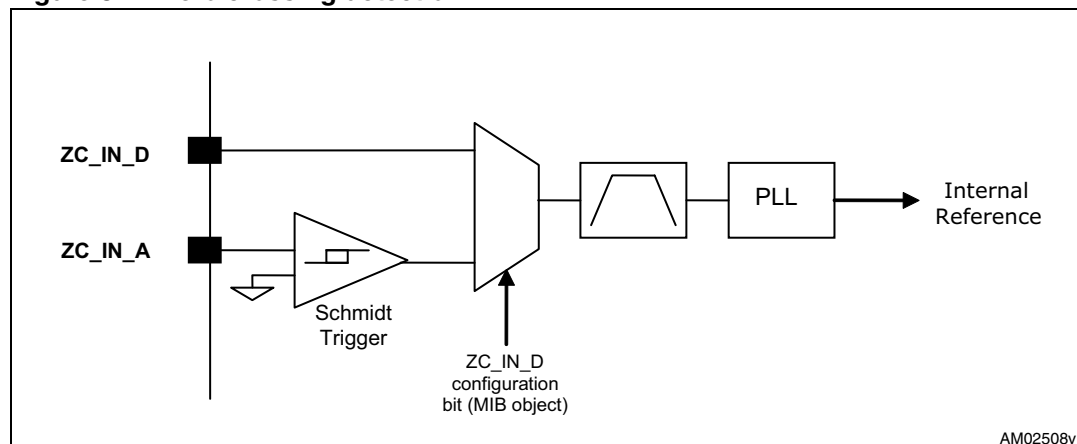 ZC_IN_D
PLL
Internal
Reference
ZC_IN_A
Schmidt
Trigger
ZC_IN_D
configuration
bit (MIB object)
AM02508v